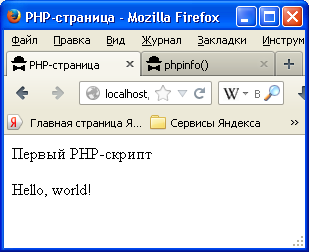 PHP-страница - Mozilla Firefox
Файл Правка Вид Журнал Закладки Инструм
PHP-страница phpinfo()
localhost, W В
Главная страница Я... Сервисы Яндекса
Первый PHP-скрипт
Hello, world!